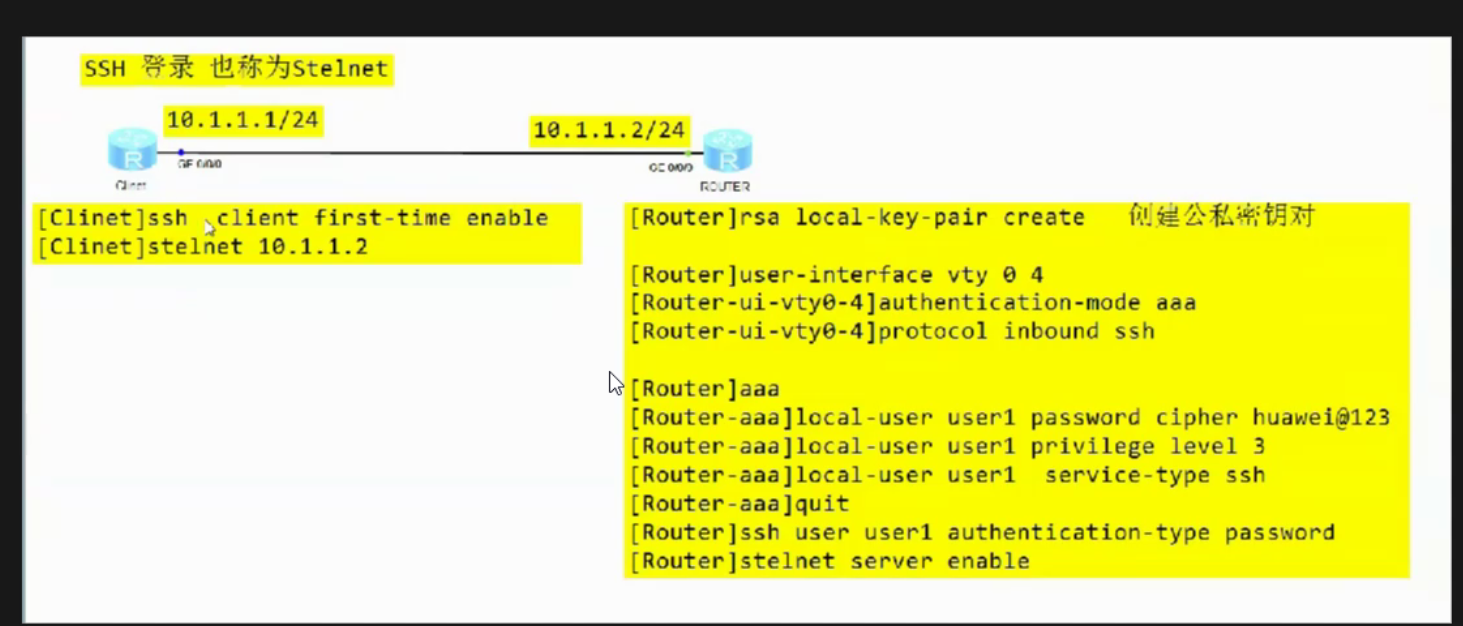 SSH 登录 也称为Stelnet
10.1.1.1/24
10.1.1.2/24
R
R
GE 0/0/0
GE 0/0/0
Clinet
ROUTER
[Clinet]ssh client first-time enable
[Clinet]stelnet 10.1.1.2
[Router]rsa local-key-pair create 创建公私密钥对
[Router]user-interface vty 0 4
[Router-ui-vty0-4]authentication-mode aaa
[Router-ui-vty0-4]protocol inbound ssh
[Router]aaa
[Router-aaa]local-user user1 password cipher huawei@123
[Router-aaa]local-user user1 privilege level 3
[Router-aaa]local-user user1 service-type ssh
[Router-aaa]quit
[Router]ssh user user1 authentication-type password
[Router]stelnet server enable